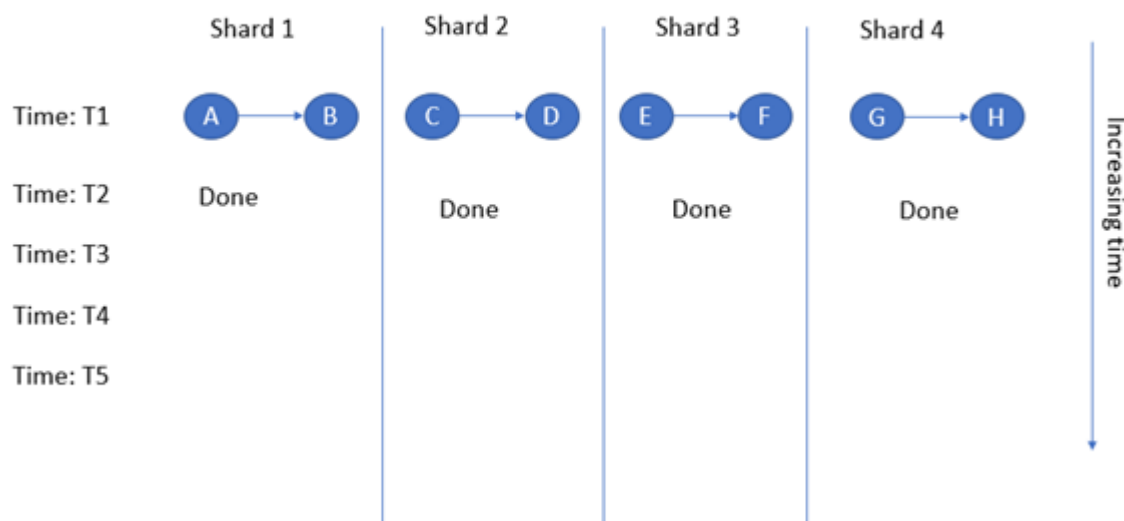 Shard 1
Shard 2
Shard 3
Shard 4
Time: T1
A
B
C
D
E
F
G
H
Time: T2
Done
Done
Done
Done
Time: T3
Time: T4
Time: T5
Increasing time